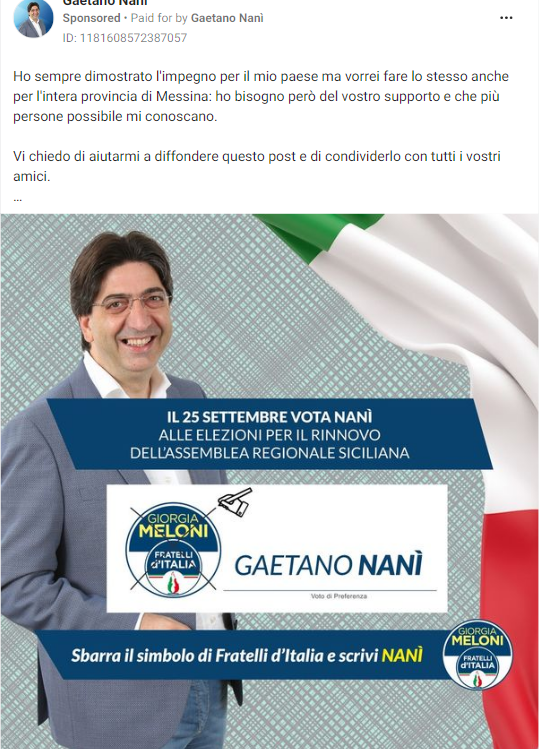 Gaetano Nanì
Sponsored • Paid for by Gaetano Nanì
ID: 1181608572387057
Ho sempre dimostrato l'impegno per il mio paese ma vorrei fare lo stesso anche
per l'intera provincia di Messina: ho bisogno però del vostro supporto e che più
persone possibile mi conoscano.
Vi chiedo di aiutarmi a diffondere questo post e di condividerlo con tutti i vostri
amici.
...
IL 25 SETTEMBRE VOTA NANÌ
ALLE ELEZIONI PER IL RINNOVO
DELL'ASSEMBLEA REGIONALE SICILIANA
GIORGIA
MELONI
FRATELLI
d'ITALIA
GAETANO NANÌ
Voto di Preferenza
Sbarra il simbolo di Fratelli d'Italia e scrivi NANÌ
GIORGIA
MELONI
FRATELLI
d'ITALIA